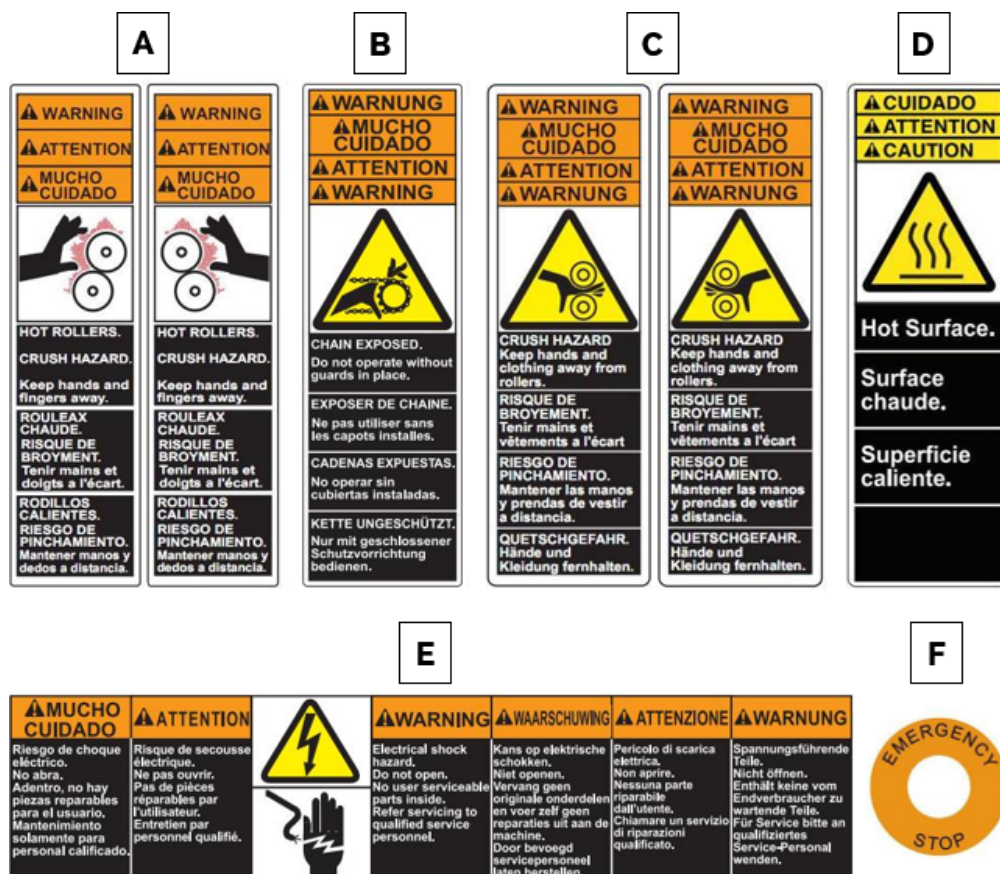 A
B
C
D
WARNING
ATTENTION
MUCHO
CUIDADO
HOT ROLLERS.
CRUSH HAZARD.
Keep hands and
fingers away.
ROULEAX
CHAUDE.
RISQUE DE
BROYMENT.
Tenir mains et
doigts a l'écart.
RODILLOS
CALIENTES.
RIESGO DE
PINCHAMIENTO.
Mantener manos y
dedos a distancia.
WARNING
ATTENTION
MUCHO
CUIDADO
HOT ROLLERS.
CRUSH HAZARD.
Keep hands and
fingers away.
ROULEAX
CHAUDE.
RISQUE DE
BROYMENT.
Tenir mains et
doigts a l'écart.
RODILLOS
CALIENTES.
RIESGO DE
PINCHAMIENTO.
Mantener manos y
dedos a distancia.
WARNUNG
MUCHO
CUIDADO
ATTENTION
WARNING
CHAIN EXPOSED.
Do not operate without
guards in place.
EXPOSER DE CHAINE.
Ne pas utiliser sans
les capots installes.
CADENAS EXPUESTAS.
No operar sin
cubiertas instaladas.
KETTE UNGESCHÜTZT.
Nur mit geschlossener
Schutzvorrichtung
bedienen.
WARNING
MUCHO
CUIDADO
ATTENTION
WARNUNG
CRUSH HAZARD
Keep hands and
clothing away from
rollers.
RISQUE DE
BROYEMENT.
Tenir mains et
vêtements a l'écart
RIESGO DE
PINCHAMIENTO.
Mantener las manos
y prendas de vestir
a distancia.
QUETSCHGEFAHR.
Hände und
Kleidung fernhalten.
WARNING
MUCHO
CUIDADO
ATTENTION
WARNUNG
CRUSH HAZARD
Keep hands and
clothing away from
rollers.
RISQUE DE
BROYEMENT.
Tenir mains et
vêtements a l'écart
RIESGO DE
PINCHAMIENTO.
Mantener las manos
y prendas de vestir
a distancia.
QUETSCHGEFAHR.
Hände und
Kleidung fernhalten.
CUIDADO
ATTENTION
CAUTION
Hot Surface.
Surface
chaude.
Superficie
caliente.
E
F
MUCHO
CUIDADO
Riesgo de choque
eléctrico.
No abra.
Adentro, no hay
piezas reparables
para el usuario.
Mantenimiento
solamente para
personal calificado.
ATTENTION
Risque de secousse
électrique.
Ne pas ouvrir.
Pas de pièces
réparables par
l'utilisateur.
Entretien par
personnel qualifié.
WARNING
Electrical shock
hazard.
Do not open.
No user serviceable
parts inside.
Refer servicing to
qualified service
personnel.
WAARSCHUWING
Kans op elektrische
schokken.
Niet openen.
Vervang geen
originale onderdelen
en voer zelf geen
reparaties uit aan de
machine.
Door bevoegd
servicepersoneel
laten herstellen
ATTENZIONE
Pericolo di scarica
elettrica.
Non aprire.
Nessuna parte
riparabile
dall'utente.
Chiamare un servizio
di riparazioni
qualificato.
WARNUNG
Spannungsführende
Teile.
Nicht öffnen.
Enthält keine vom
Endverbraucher zu
wartende Teile.
Für Service bitte an
qualifiziertes
Service-Personal
wenden.
EMERGENCY
STOP